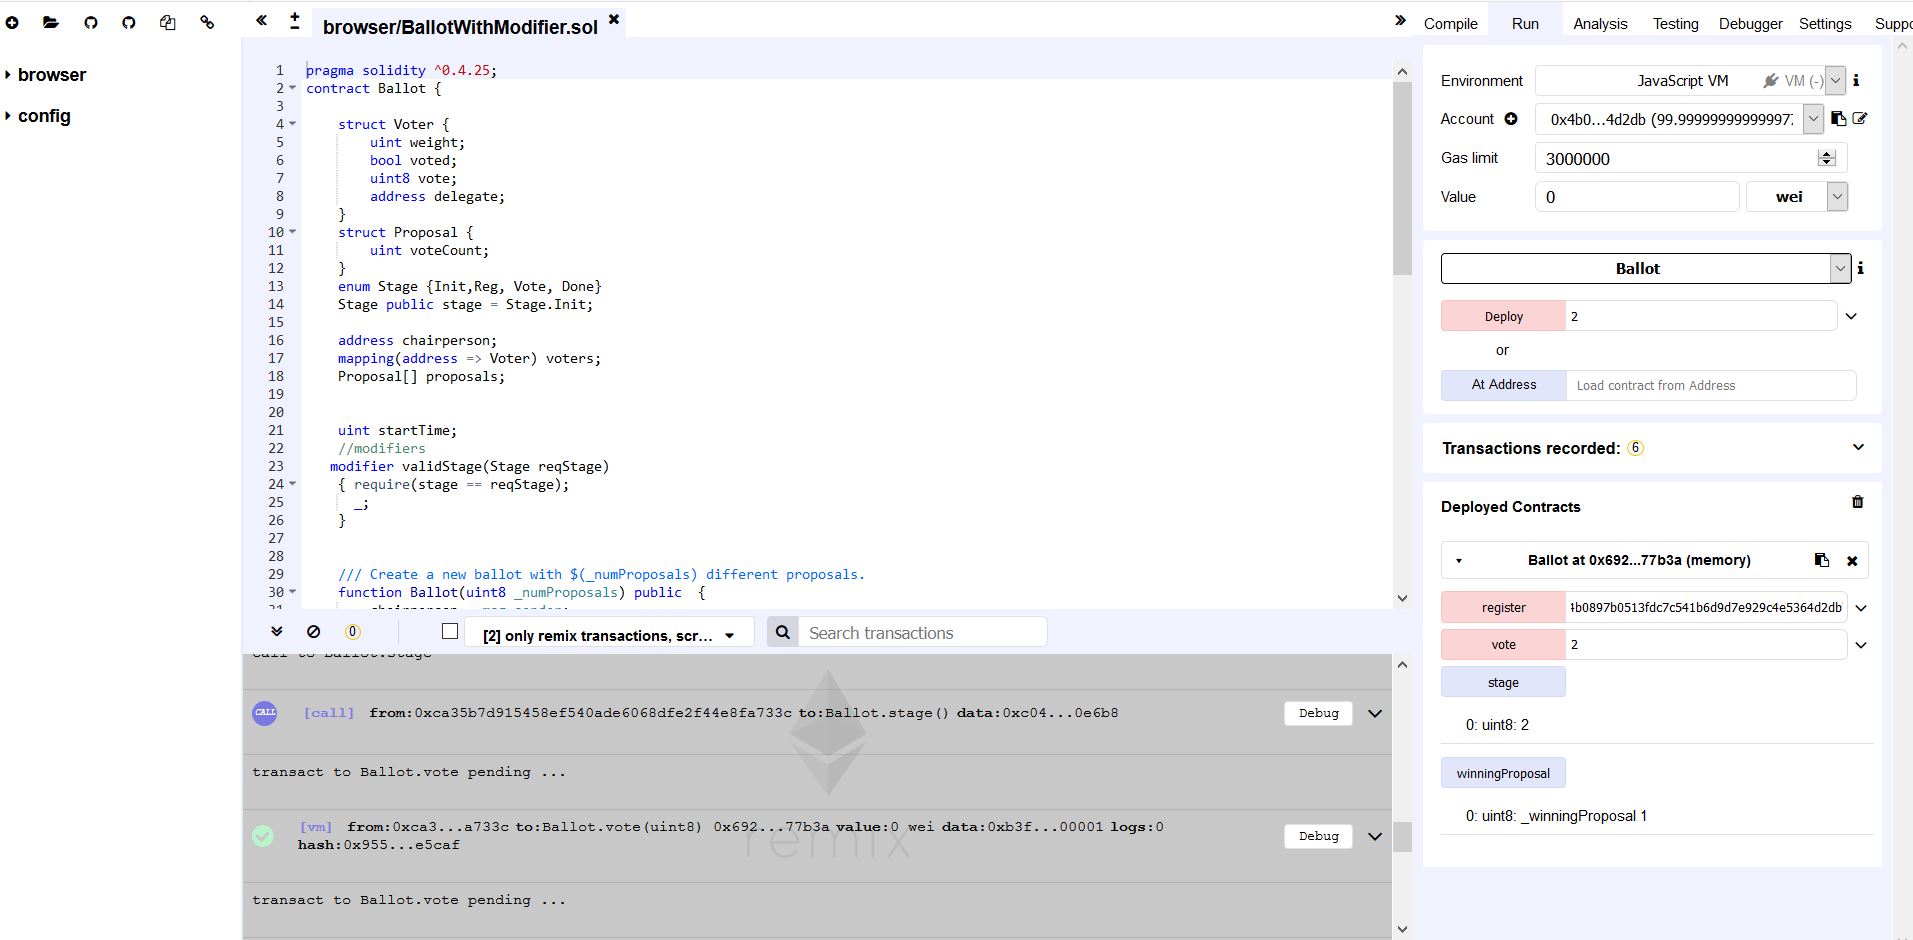 browser/BallotWithModifier.sol
Compile Run Analysis Testing Debugger Settings Suppo
browser
config
1 pragma solidity ^0.4.25;
2 contract Ballot {
3
4 struct Voter {
5 uint weight;
6 bool voted;
7 uint8 vote;
8 address delegate;
9 }
10 struct Proposal {
11 uint voteCount;
12 }
13 enum Stage {Init,Reg, Vote, Done}
14 Stage public stage = Stage.Init;
15
16 address chairperson;
17 mapping(address => Voter) voters;
18 Proposal[] proposals;
19
20
21 uint startTime;
22 //modifiers
23 modifier validStage(Stage reqStage)
24 { require(stage == reqStage);
25 _;
26 }
27
28
29 /// Create a new ballot with $(_numProposals) different proposals.
30 function Ballot(uint8 _numProposals) public {
0
[2] only remix transactions, scr...
Search transactions
call to Ballot.stage
CALL [call] from:0xca35b7d915458ef540ade6068dfe2f44e8fa733c to:Ballot.stage() data:0xc04...0e6b8 Debug
transact to Ballot.vote pending ...
[vm] from:0xca3...a733c to:Ballot.vote(uint8) 0x692...77b3a value:0 wei data:0xb3f...00001 logs:0 Debug
hash:0x955...e5caf
remix
transact to Ballot.vote pending ...
Environment JavaScript VM VM (-)
Account 0x4b0...4d2db (99.99999999999997
Gas limit 3000000
Value 0 wei
Ballot
Deploy 2
or
At Address Load contract from Address
Transactions recorded: 6
Deployed Contracts
Ballot at 0x692...77b3a (memory)
register 4b0897b0513fdc7c541b6d9d7e929c4e5364d2db
vote 2
stage
0: uint8: 2
winningProposal
0: uint8: _winningProposal 1